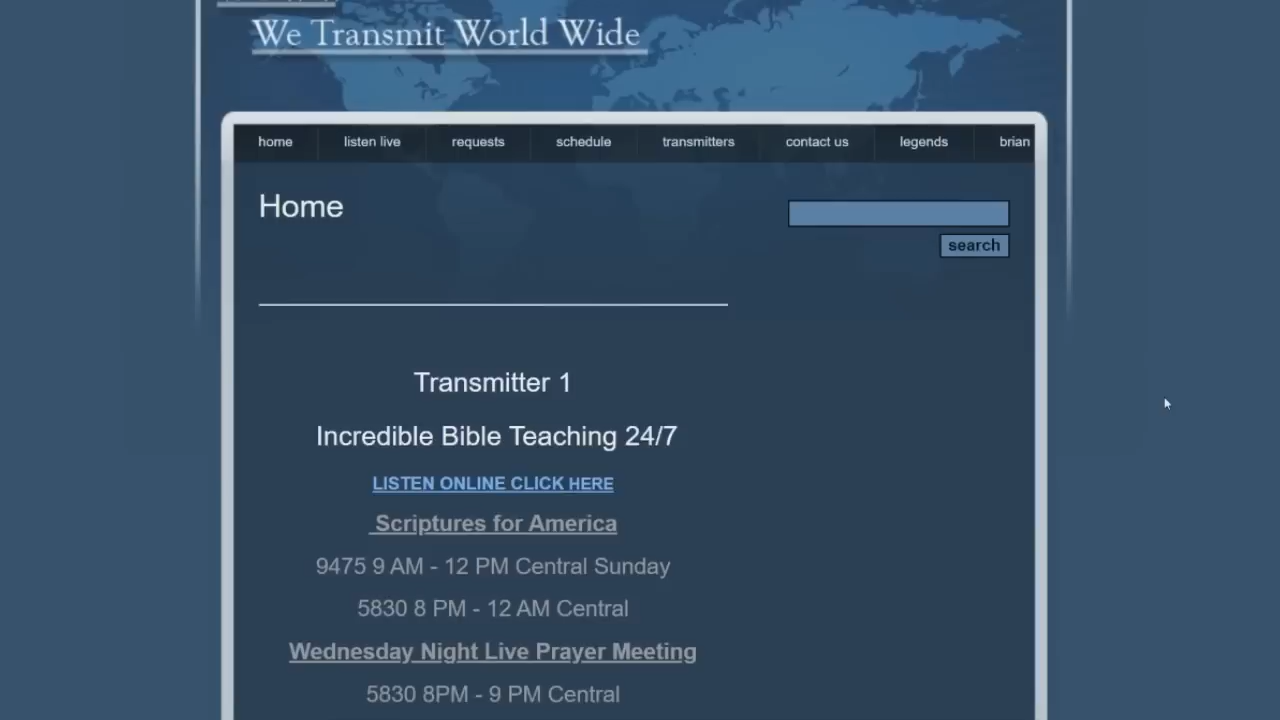 We Transmit World Wide
home listen live requests schedule transmitters contact us legends brian
Home
search
Transmitter 1
Incredible Bible Teaching 24/7
LISTEN ONLINE CLICK HERE
Scriptures for America
9475 9 AM - 12 PM Central Sunday
5830 8 PM - 12 AM Central
Wednesday Night Live Prayer Meeting
5830 8PM - 9 PM Central